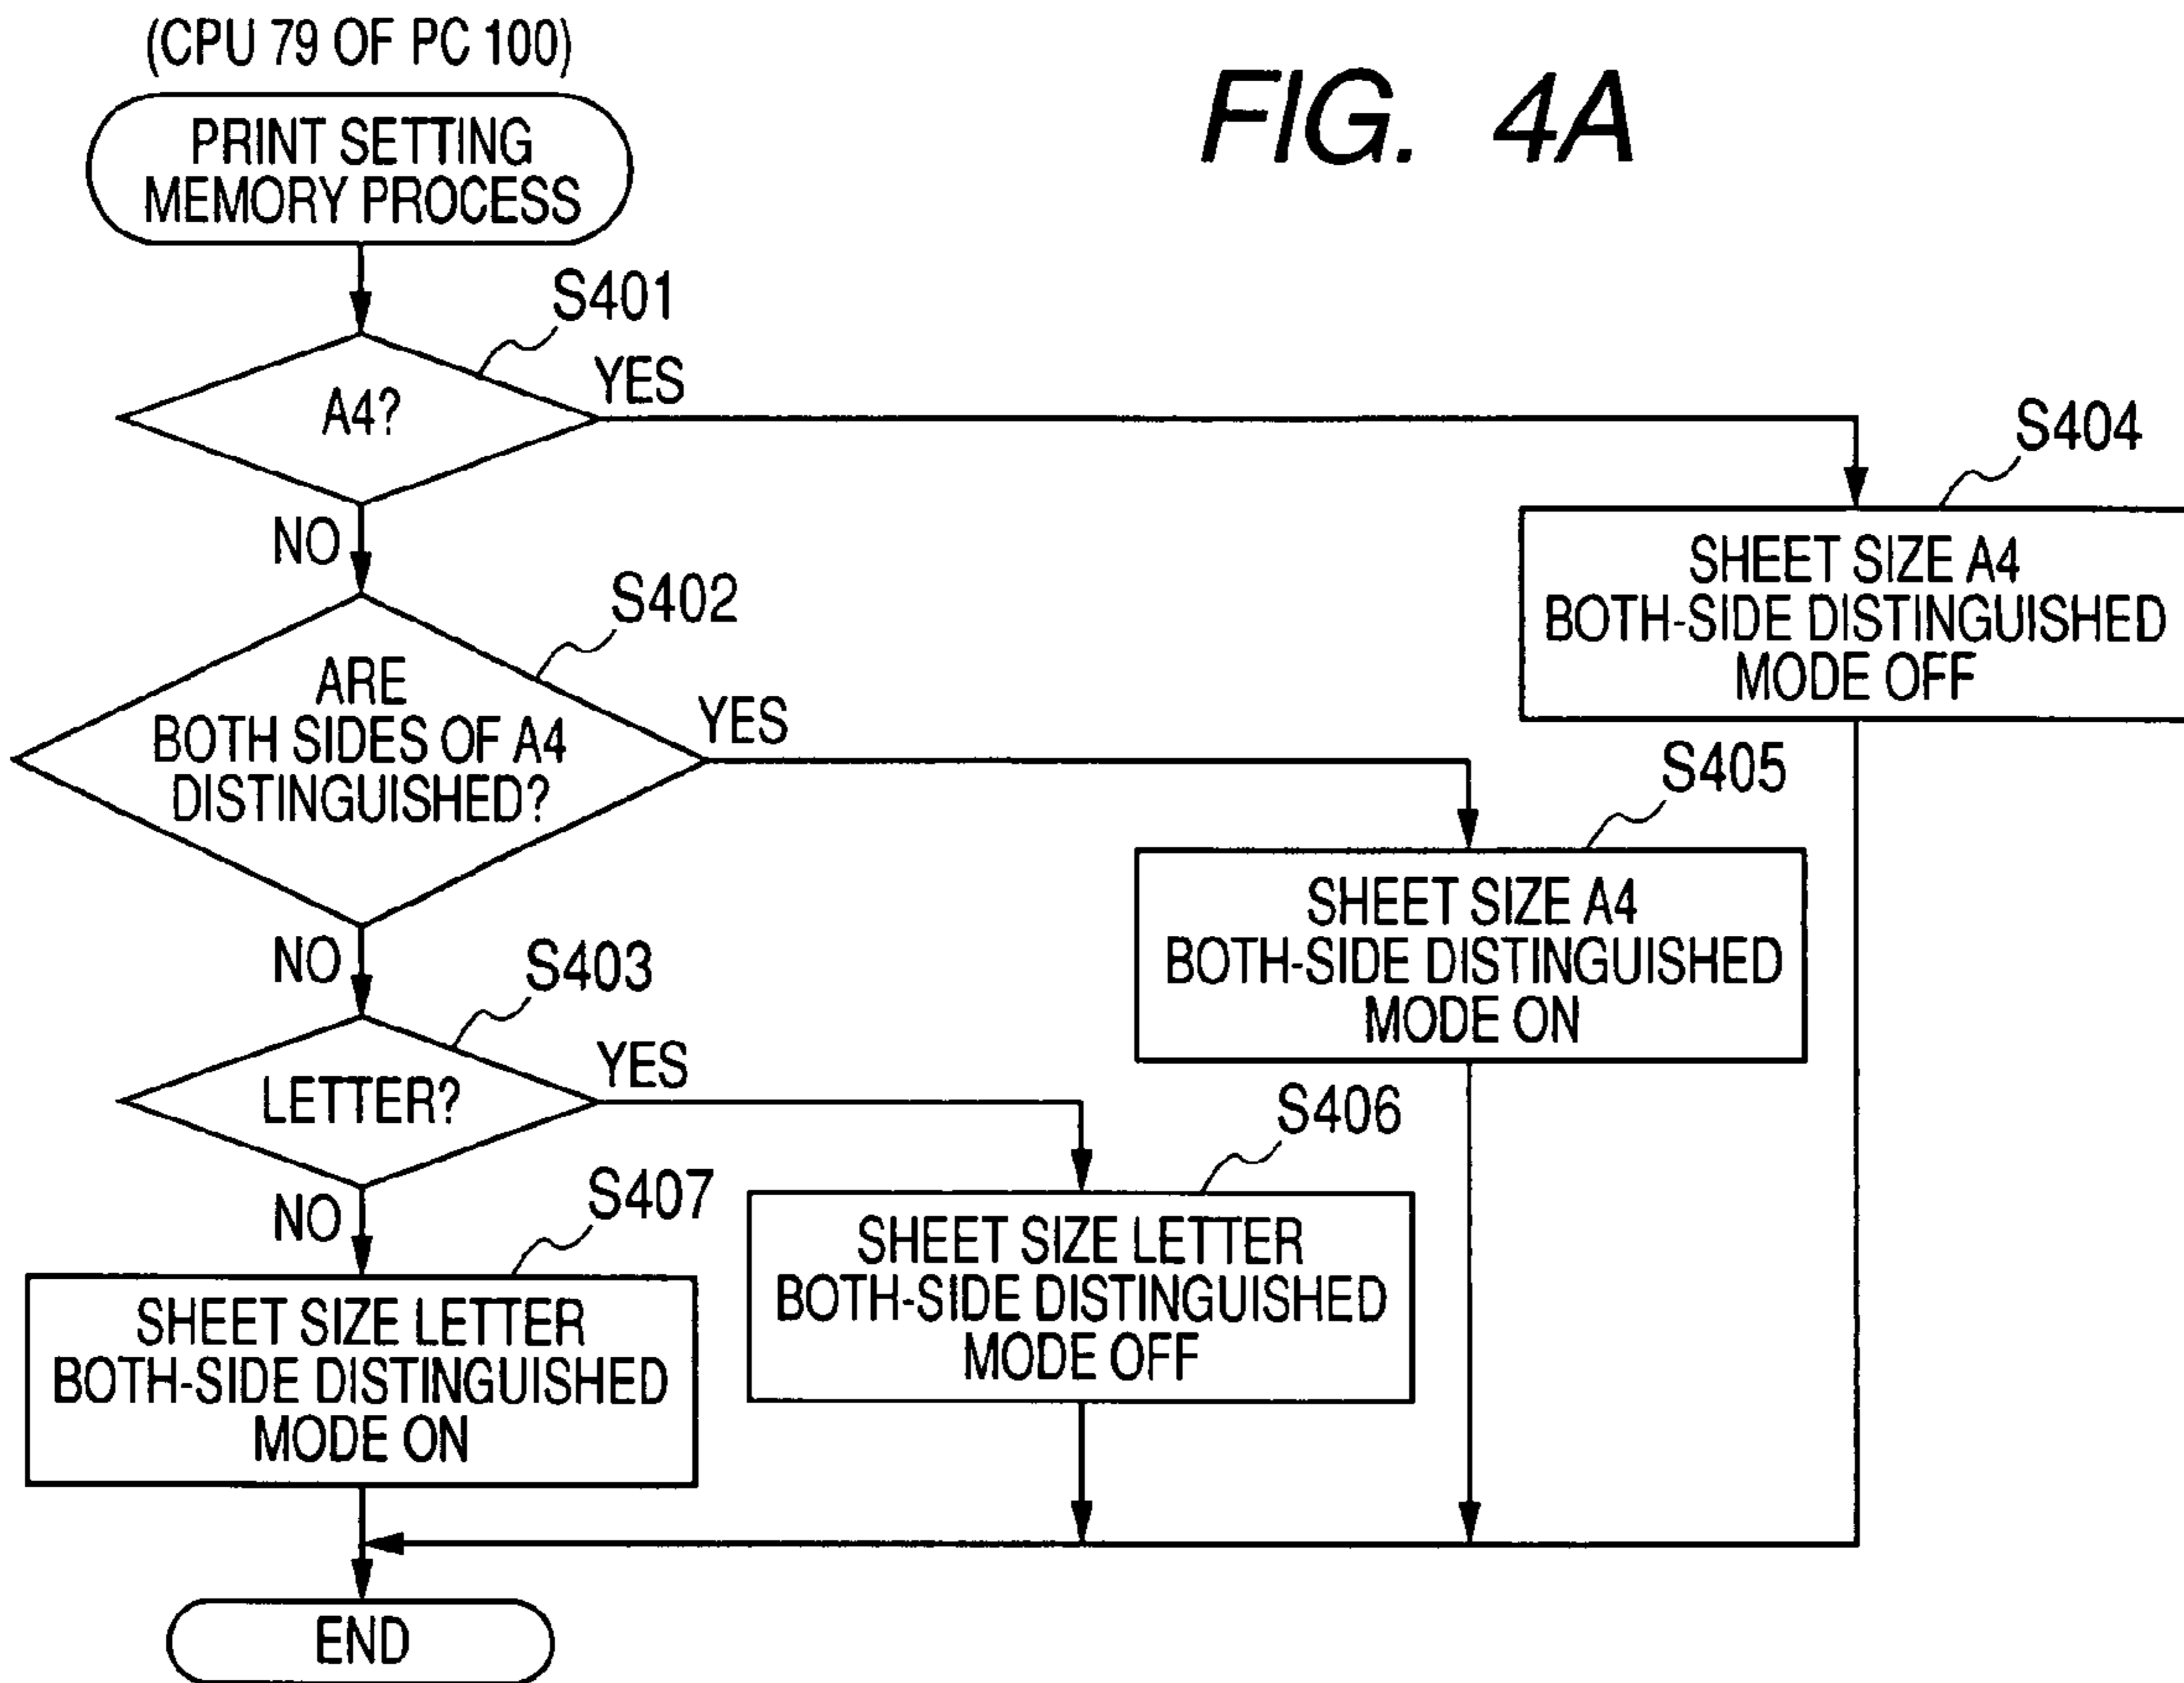 (CPU 79 OF PC 100)
FIG. 4A
PRINT SETTING
MEMORY PROCESS
S401
A4?
YES
NO
S404
SHEET SIZE A4
BOTH-SIDE DISTINGUISHED
MODE OFF
S402
ARE
BOTH SIDES OF A4
DISTINGUISHED?
YES
NO
S405
SHEET SIZE A4
BOTH-SIDE DISTINGUISHED
MODE ON
S403
LETTER?
YES
NO
S406
SHEET SIZE LETTER
BOTH-SIDE DISTINGUISHED
MODE OFF
S407
SHEET SIZE LETTER
BOTH-SIDE DISTINGUISHED
MODE ON
END